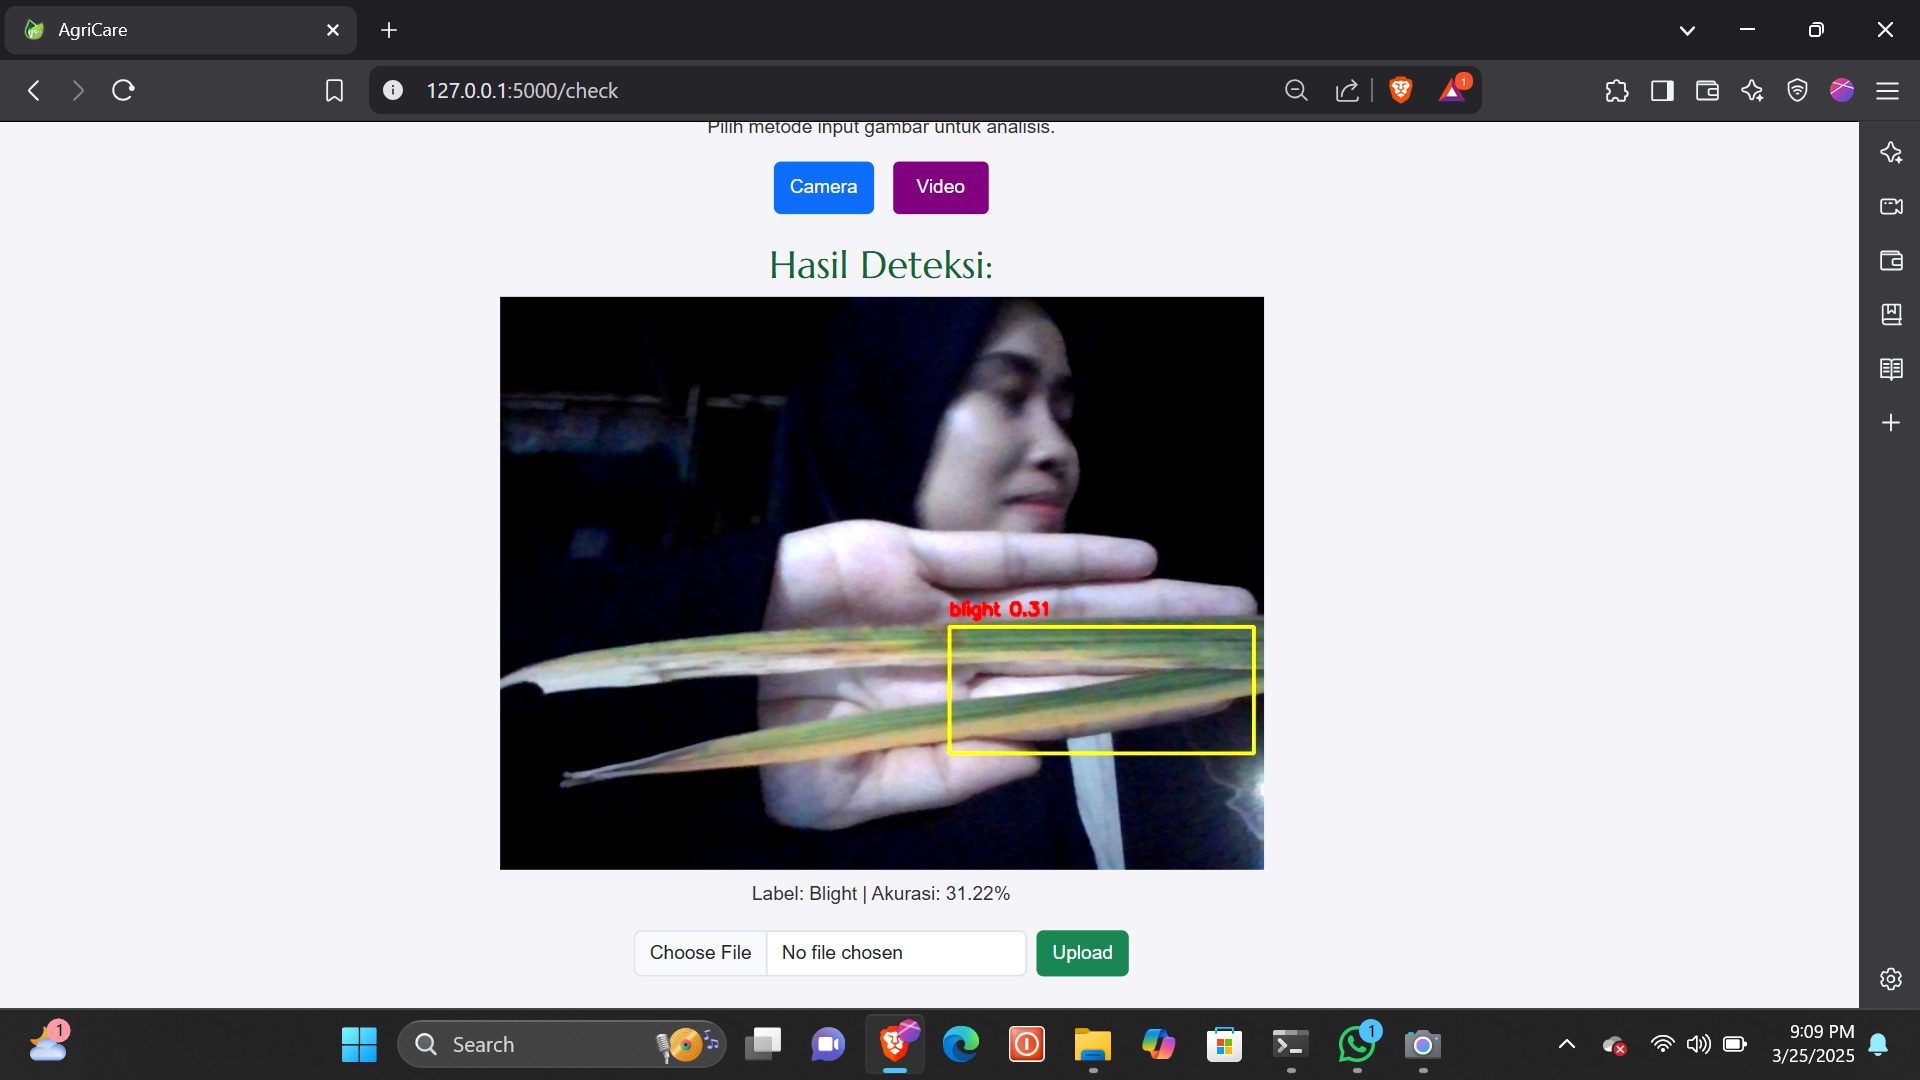 AgriCare
127.0.0.1:5000/check
1
Pilih metode input gambar untuk analisis.
Camera
Video
Hasil Deteksi:
blight 0.31
Label: Blight | Akurasi: 31.22%
Choose File
No file chosen
Upload
1
Search
1
9:09 PM
3/25/2025